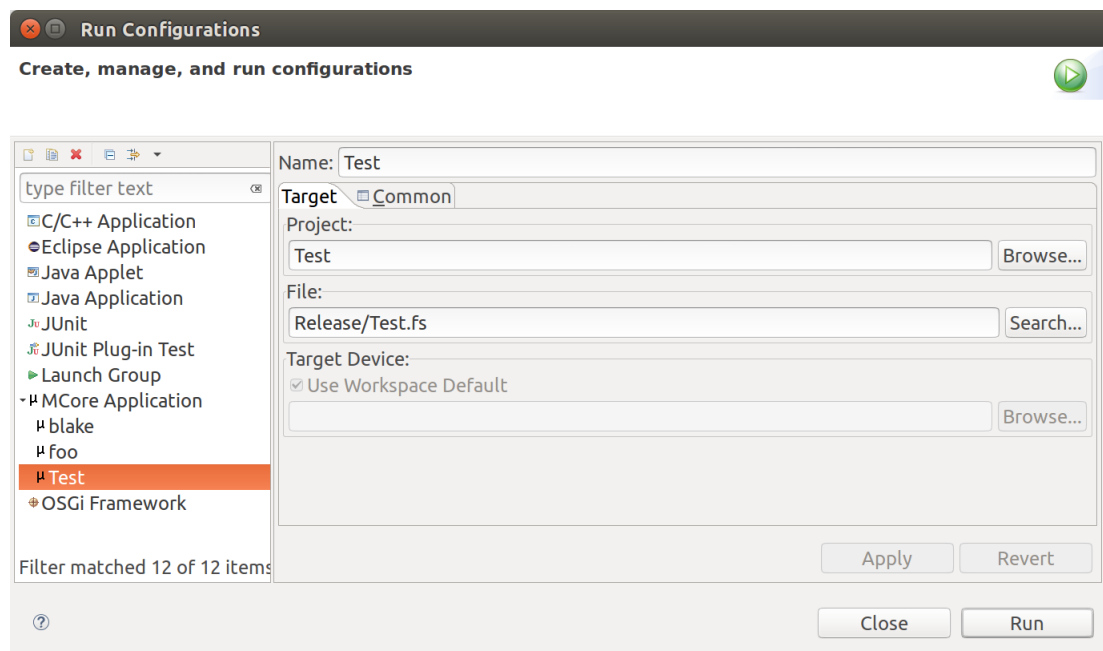 Run Configurations
Create, manage, and run configurations
type filter text
C/C++ Application
Eclipse Application
Java Applet
Java Application
JUnit
JUnit Plug-in Test
Launch Group
µ MCore Application
µ blake
µ foo
µ Test
OSGi Framework
Filter matched 12 of 12 items
Name: Test
Target Common
Project:
Test Browse...
File:
Release/Test.fs Search...
Target Device:
Use Workspace Default
Browse...
Apply Revert
Close Run